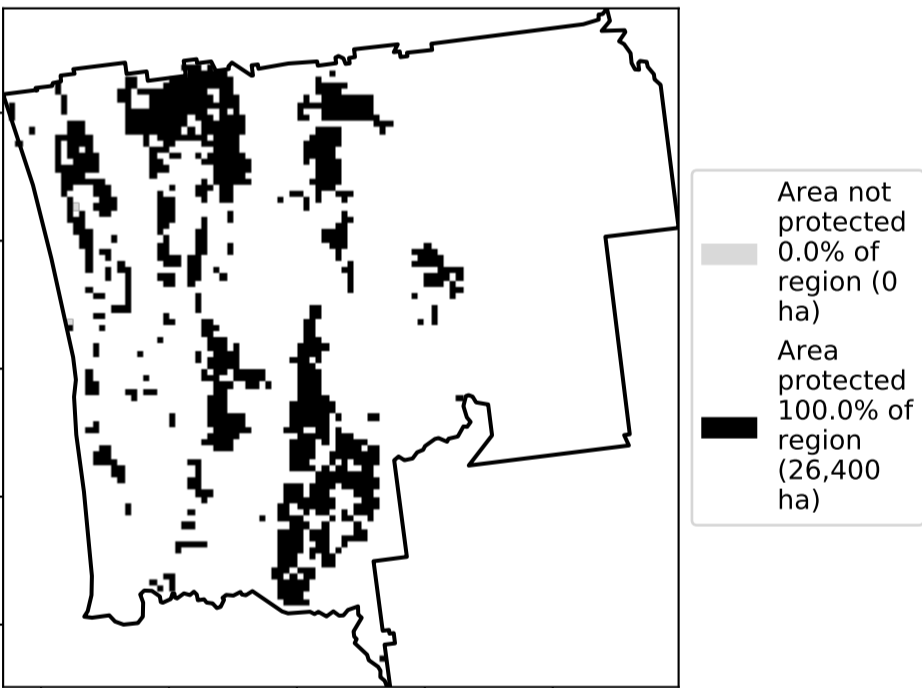 Area not
protected
0.0% of
region (0
ha)
Area
protected
100.0% of
region
(26,400
ha)